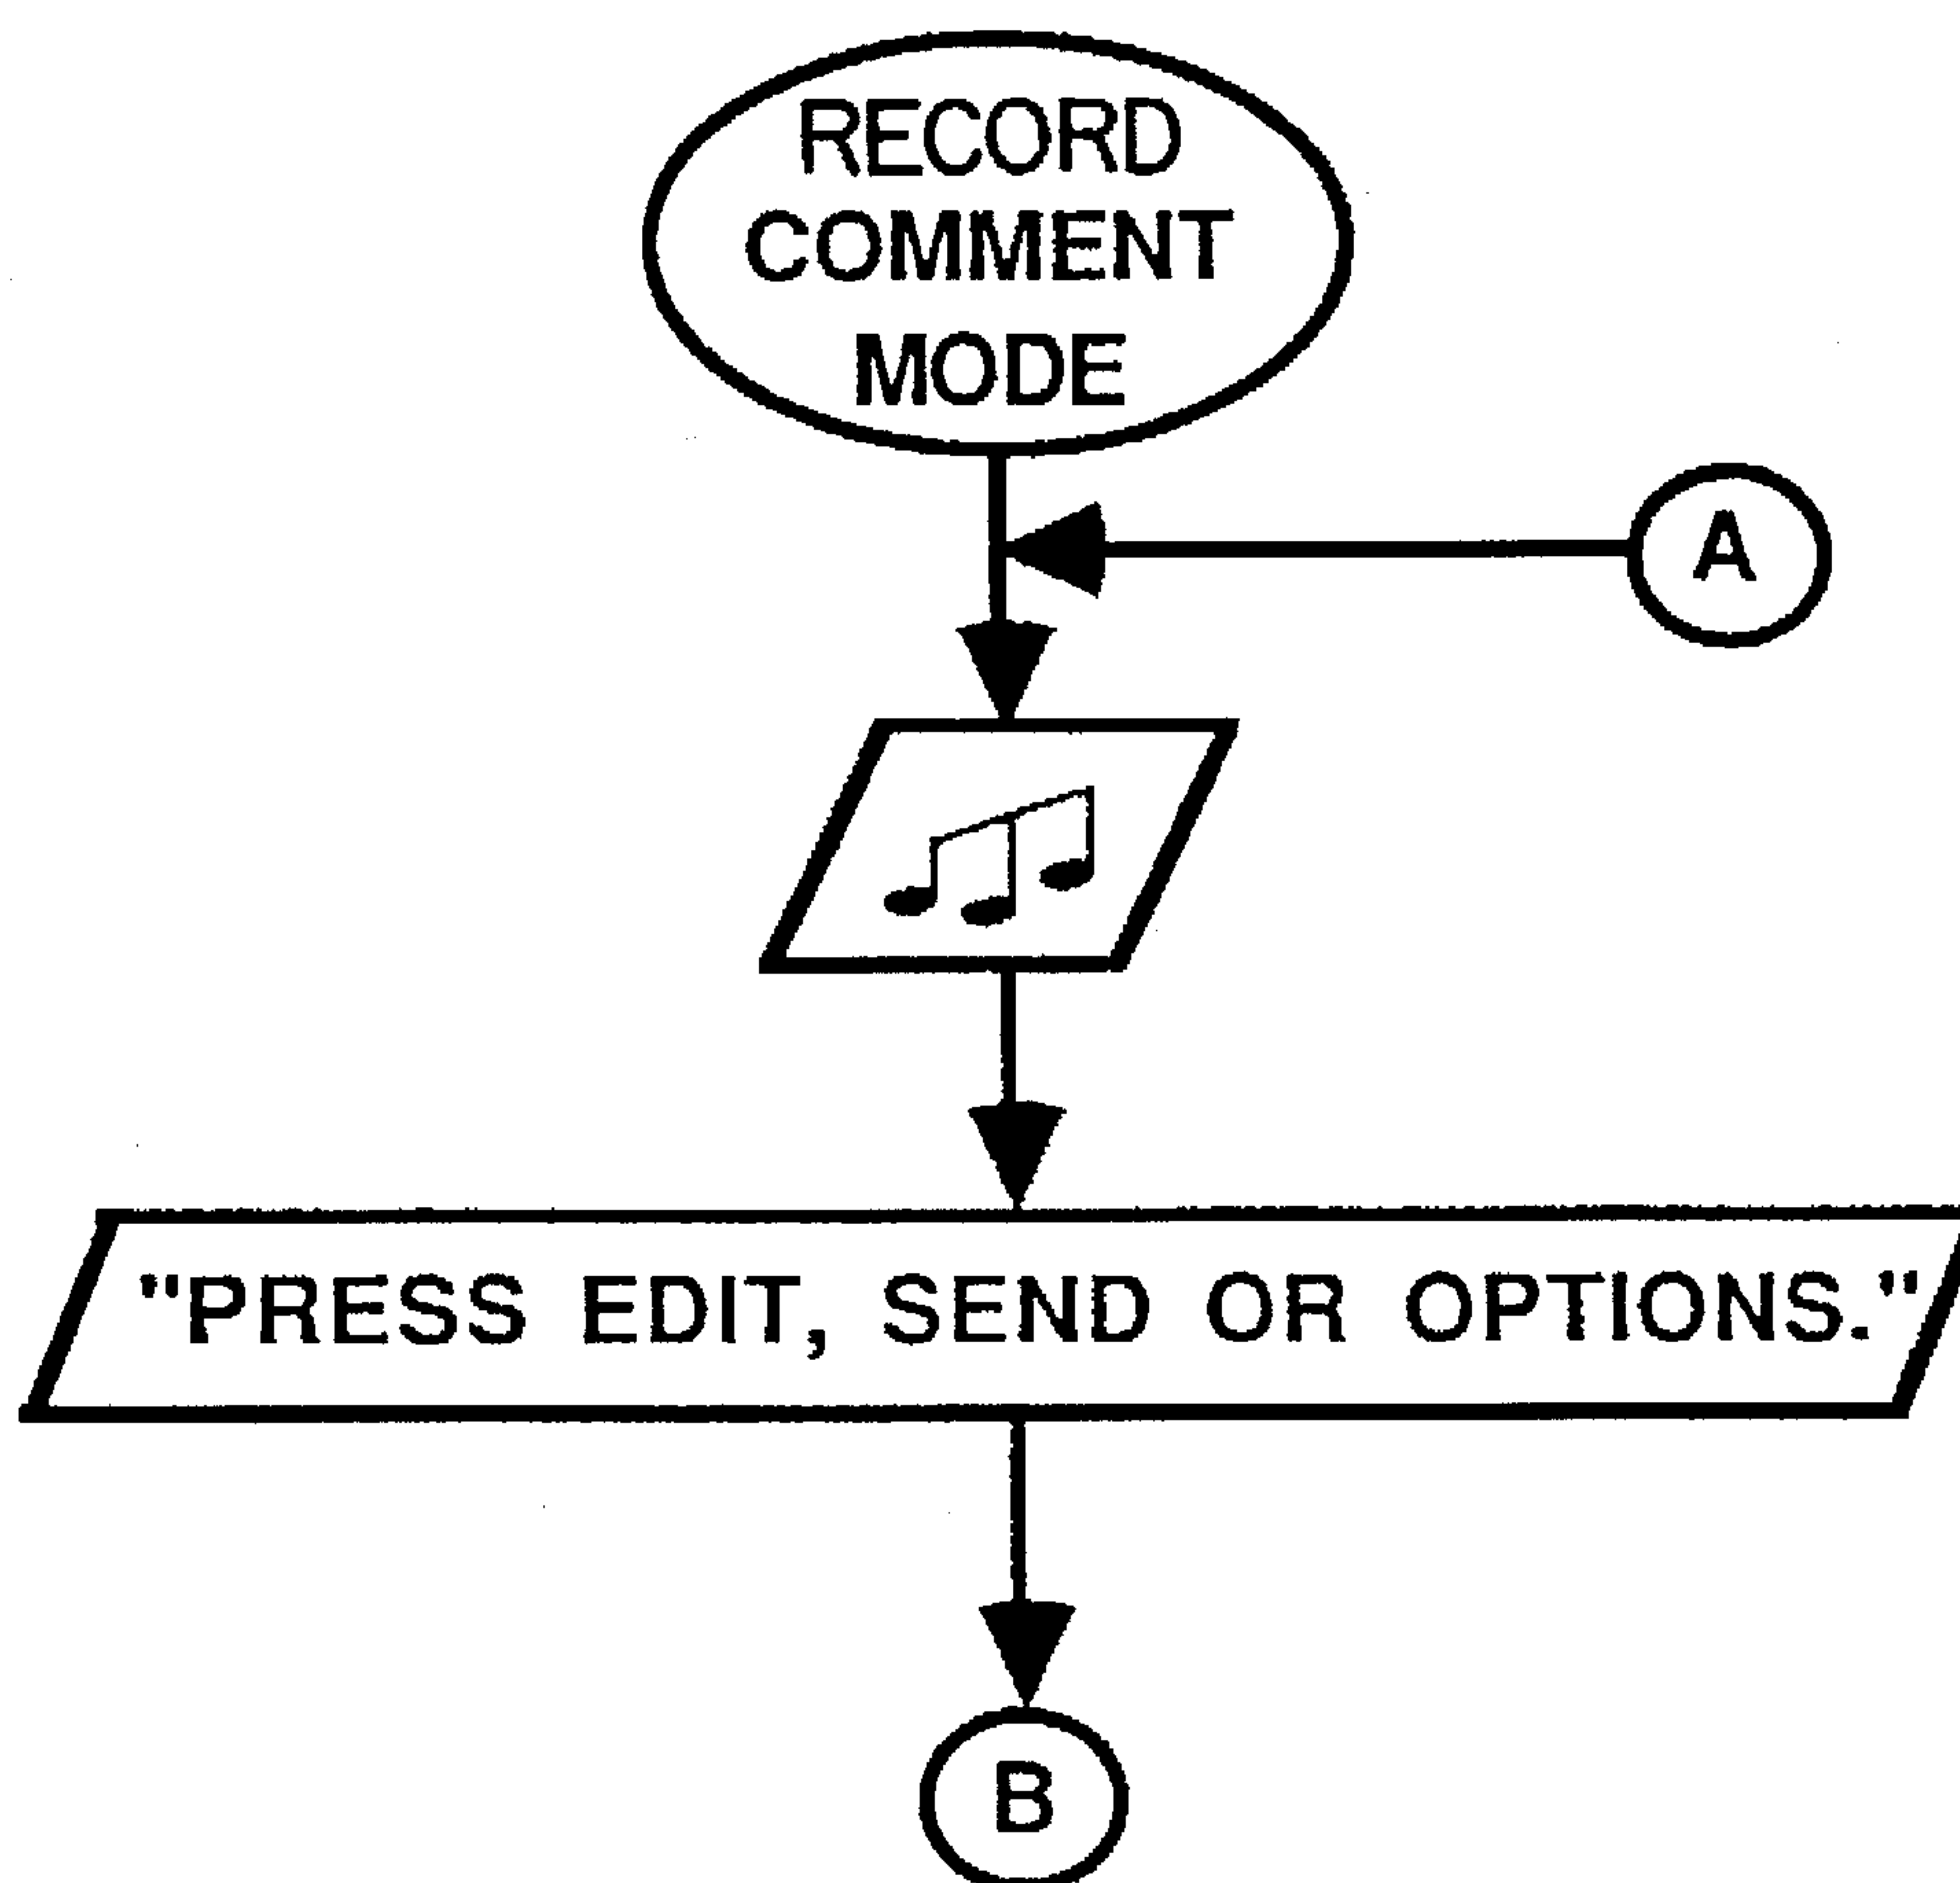 RECORD
COMMENT
MODE
A
"PRESS EDIT, SEND OR OPTIONS."
B